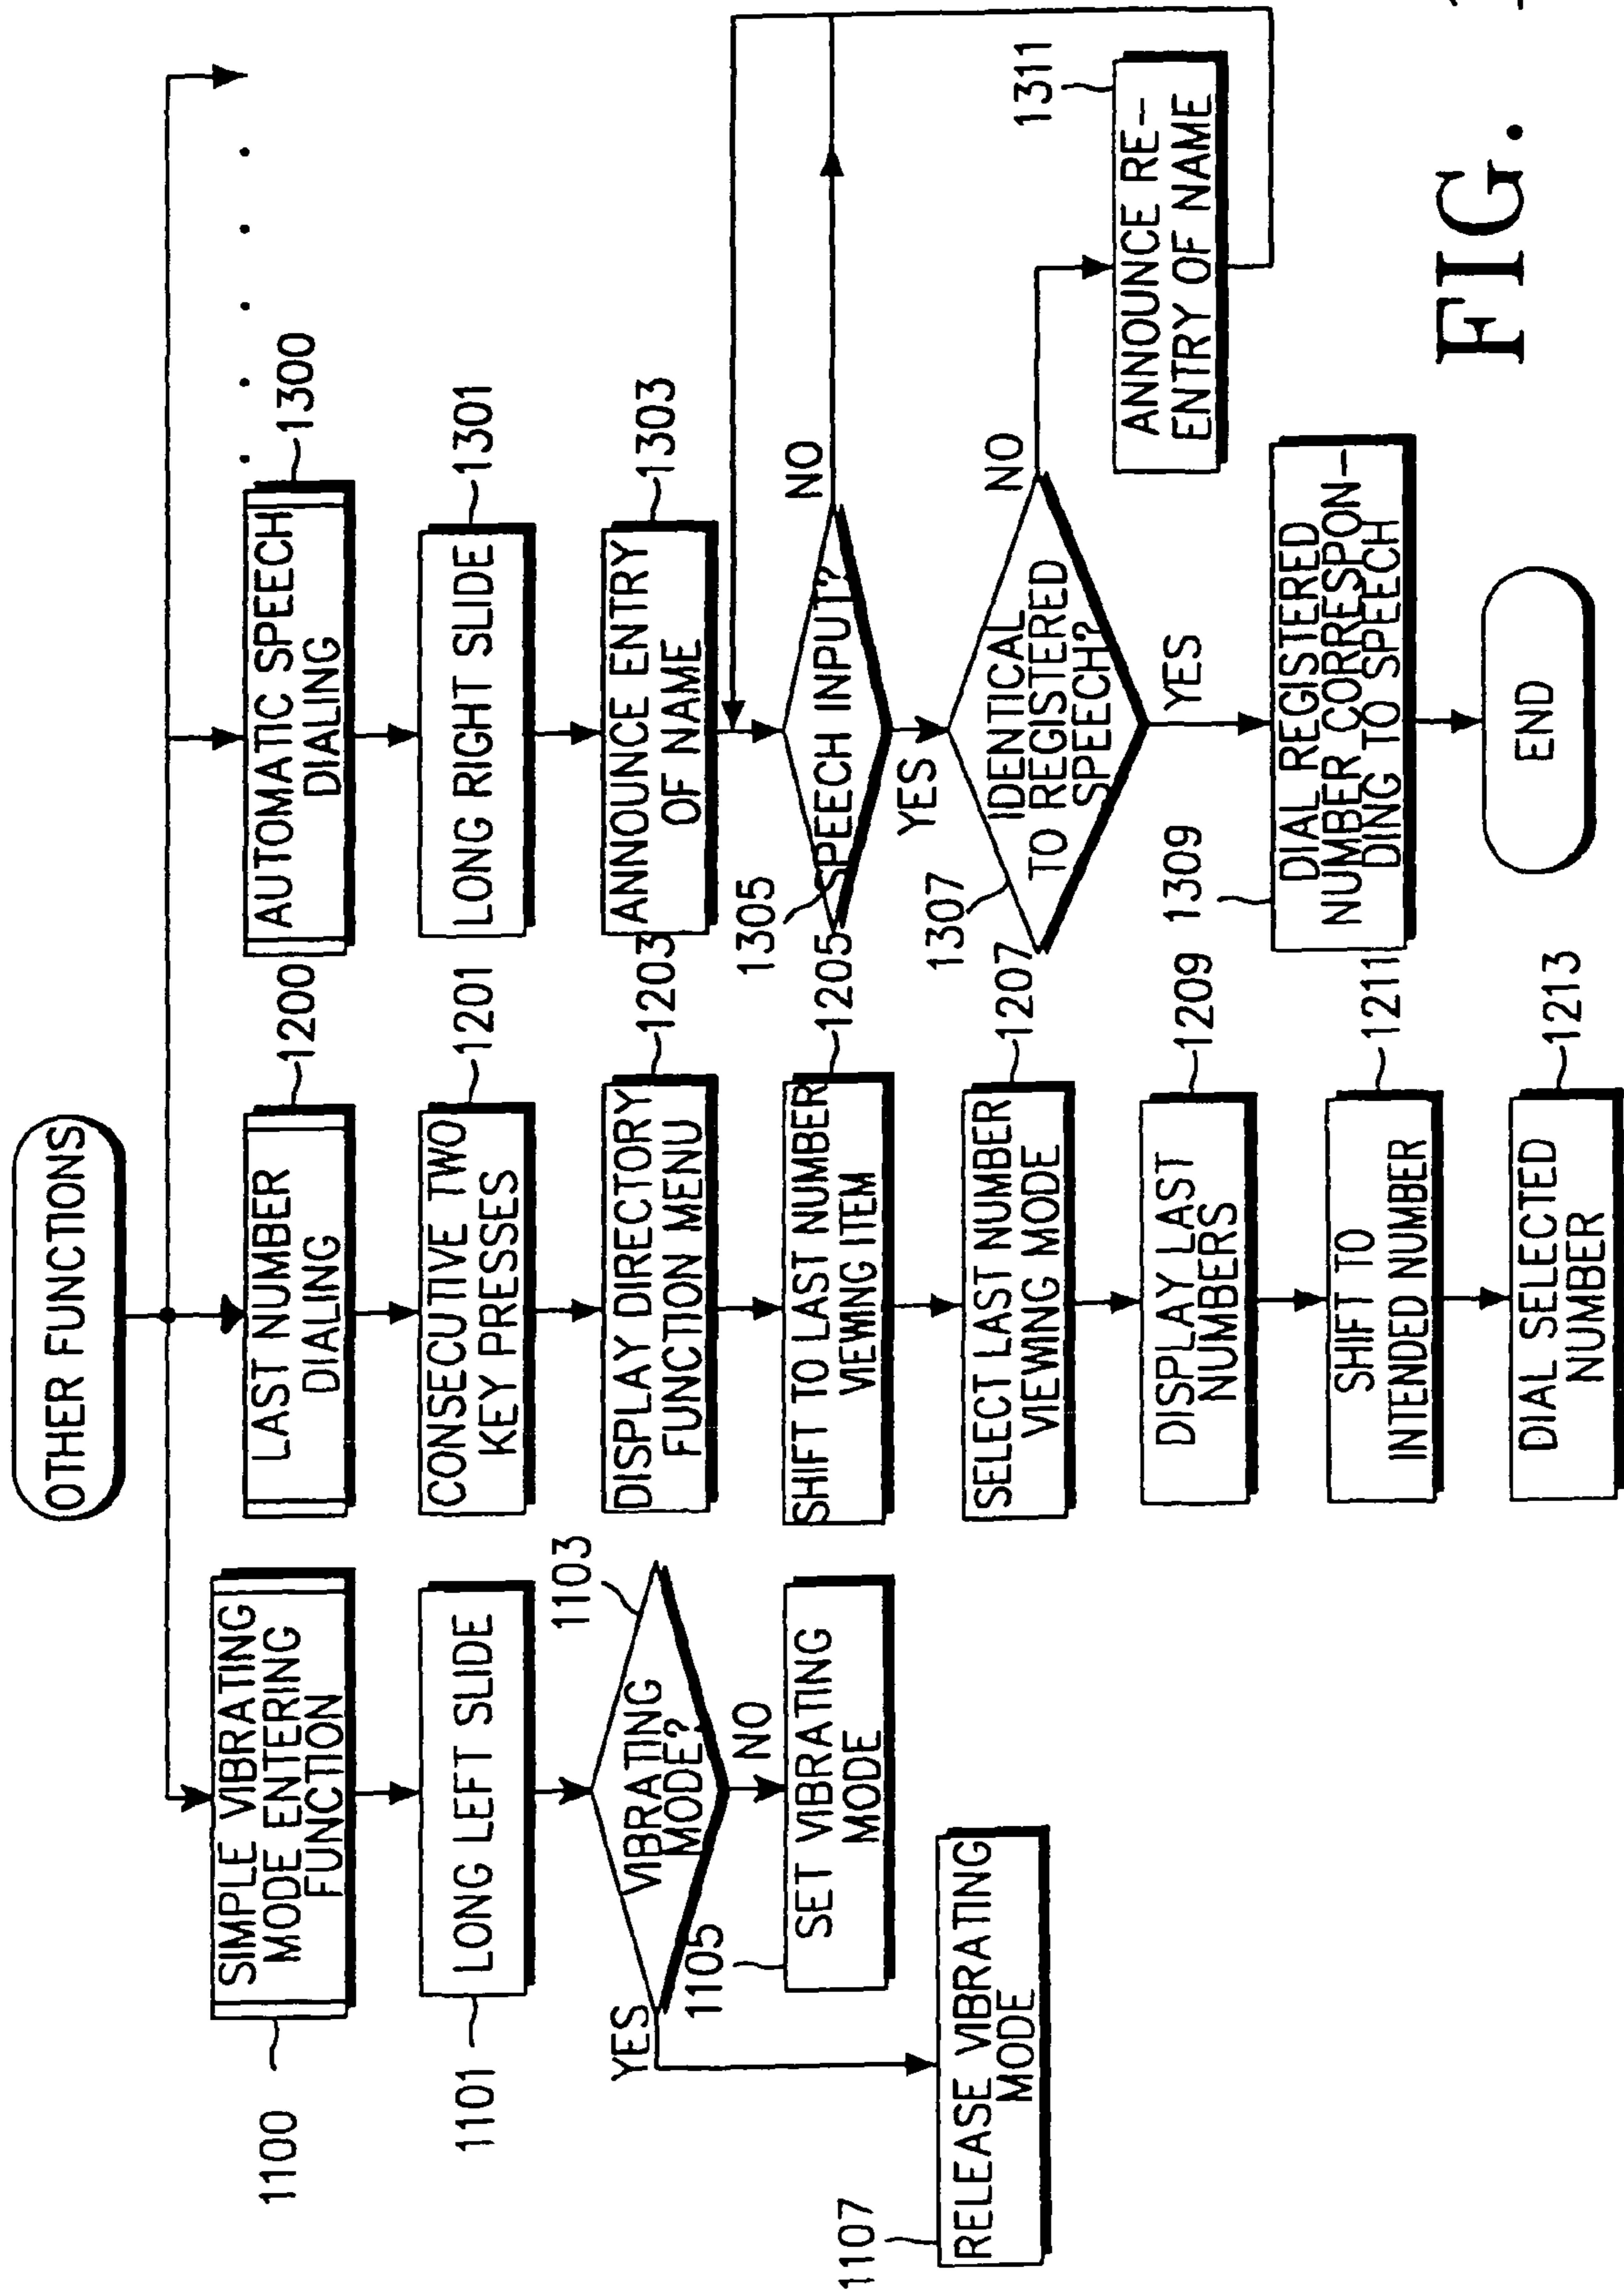 OTHER FUNCTIONS
1100
SIMPLE VIBRATING
MODE ENTERING
FUNCTION
1101
LONG LEFT SLIDE
1103
VIBRATING
MODE?
YES
NO
1105
SET VIBRATING
MODE
1107
RELEASE VIBRATING
MODE
LAST NUMBER
DIALING
1200
CONSECUTIVE TWO
KEY PRESSES
1201
DISPLAY DIRECTORY
FUNCTION MENU
1203
SHIFT TO LAST NUMBER
VIEWING ITEM
1205
SELECT LAST NUMBER
VIEWING MODE
1207
DISPLAY LAST
NUMBERS
1209
SHIFT TO
INTENDED NUMBER
1211
DIAL SELECTED
NUMBER
1213
AUTOMATIC SPEECH
DIALING
1300
. . . . .
LONG RIGHT SLIDE
1301
ANNOUNCE ENTRY
OF NAME
1303
1305
SPEECH INPUT?
NO
YES
1307
IDENTICAL
TO REGISTERED
SPEECH?
NO
YES
1311
ANNOUNCE RE-
ENTRY OF NAME
1309
DIAL REGISTERED
NUMBER CORRESPON-
DING TO SPEECH
END
FIG.